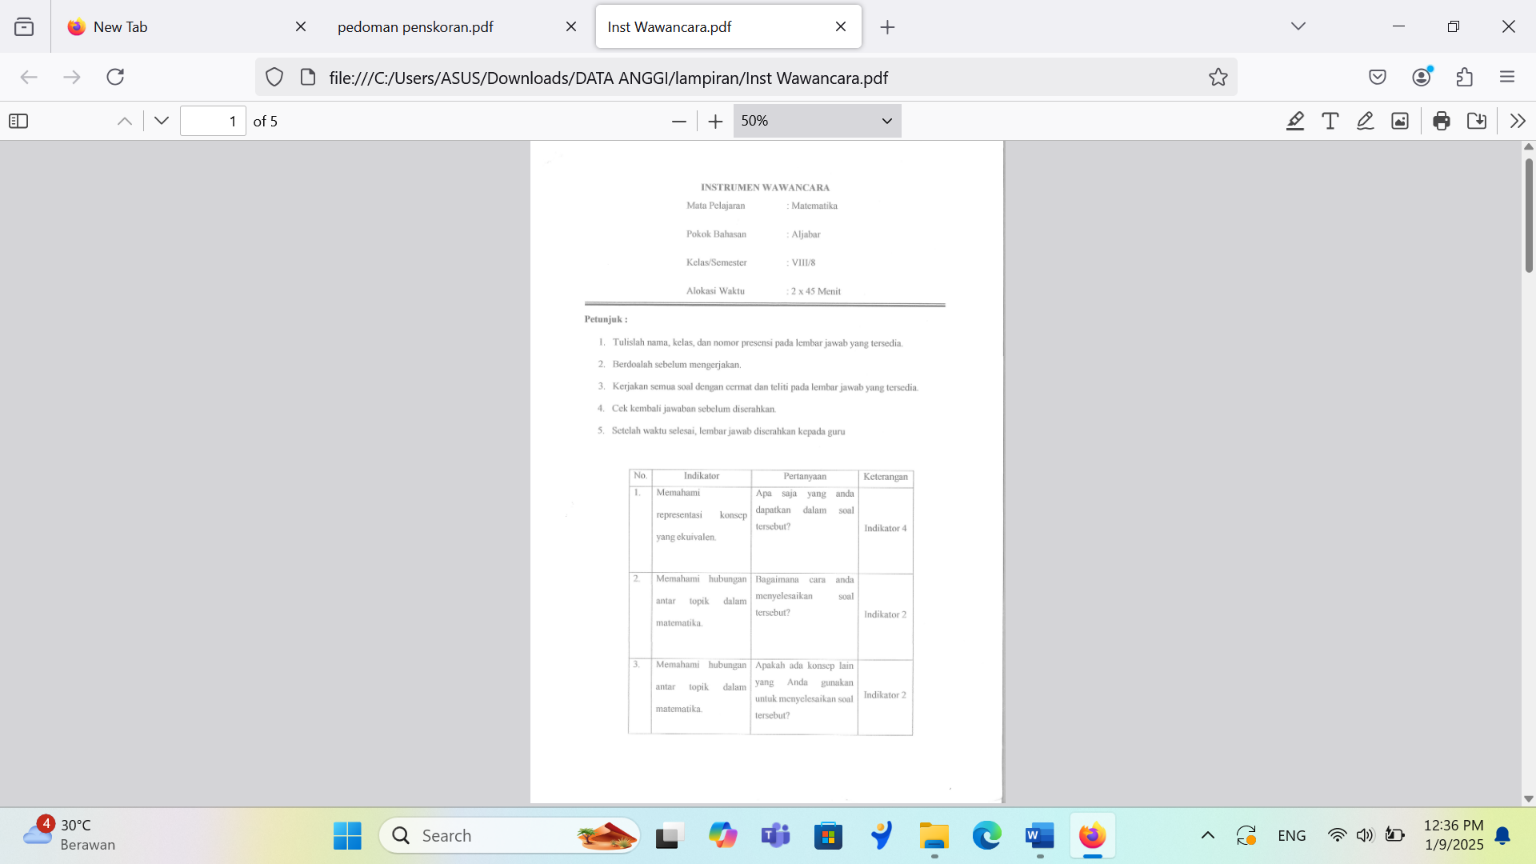 New Tab
pedoman penskoran.pdf
Inst Wawancara.pdf
file:///C:/Users/ASUS/Downloads/DATA ANGGI/lampiran/Inst Wawancara.pdf
1 of 5
50%
INSTRUMEN WAWANCARA
Mata Pelajaran : Matematika
Pokok Bahasan : Aljabar
Kelas/Semester : VIII/8
Alokasi Waktu : 2 x 45 Menit
Petunjuk :
1. Tulislah nama, kelas, dan nomor presensi pada lembar jawab yang tersedia.
2. Berdoalah sebelum mengerjakan.
3. Kerjakan semua soal dengan cermat dan teliti pada lembar jawab yang tersedia.
4. Cek kembali jawaban sebelum diserahkan.
5. Setelah waktu selesai, lembar jawab diserahkan kepada guru
No. Indikator Pertanyaan Keterangan
1. Memahami
representasi konsep
yang ekuivalen.
Apa saja yang anda
dapatkan dalam soal
tersebut?
Indikator 4
2. Memahami hubungan
antar topik dalam
matematika.
Bagaimana cara anda
menyelesaikan soal
tersebut?
Indikator 2
3. Memahami hubungan
antar topik dalam
matematika.
Apakah ada konsep lain
yang Anda gunakan
untuk menyelesaikan soal
tersebut?
Indikator 2
4
30°C
Berawan
Search
ENG
12:36 PM
1/9/2025